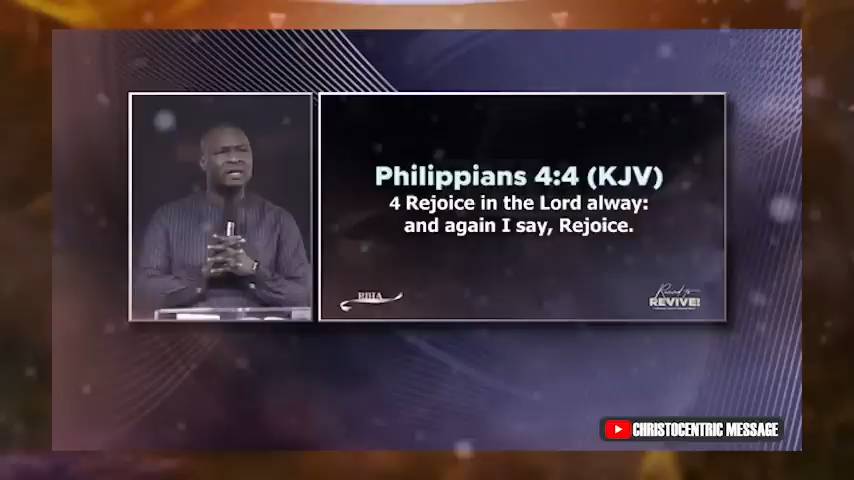 Philippians 4:4 (KJV)
4 Rejoice in the Lord alway:
and again I say, Rejoice.
REVIVE!
CHRISTOCENTRIC MESSAGE